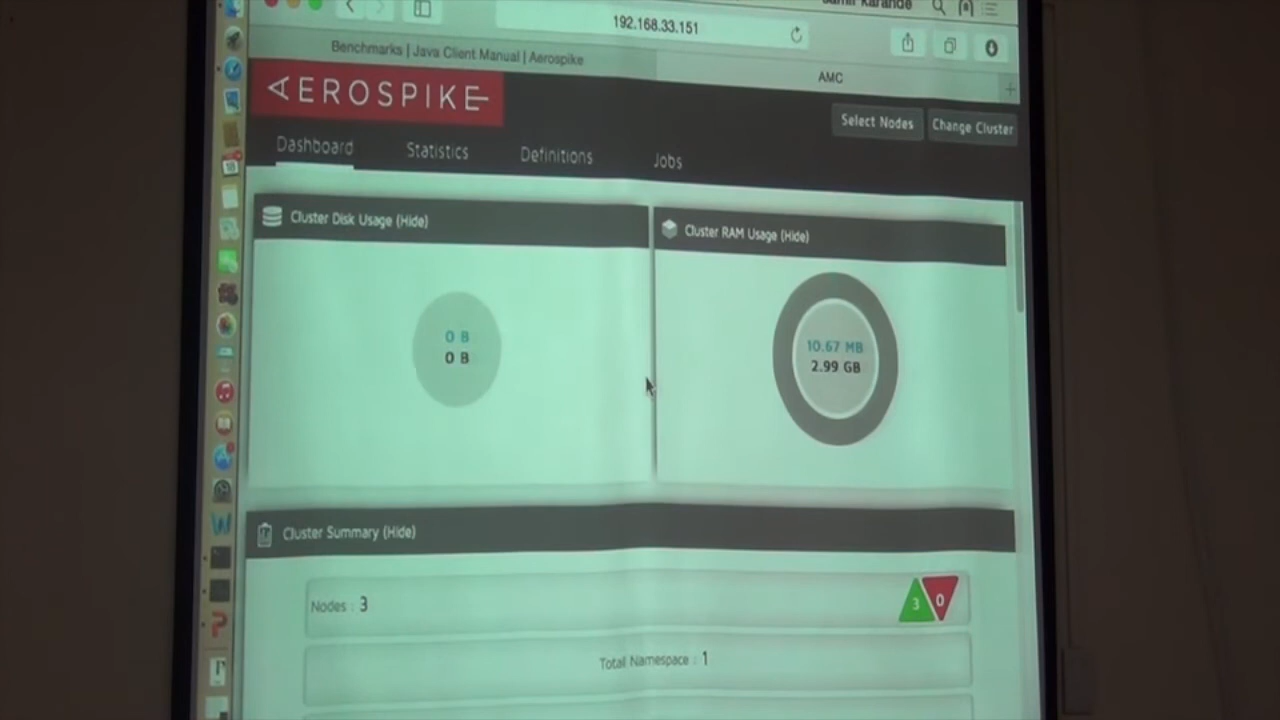 Samir Karande
192.168.33.151
Benchmarks | Java Client Manual | Aerospike
AMC
AEROSPIKE
Select Nodes
Change Cluster
Dashboard
Statistics
Definitions
Jobs
Cluster Disk Usage (Hide)
Cluster RAM Usage (Hide)
0 B
0 B
10.67 MB
2.99 GB
Cluster Summary (Hide)
Nodes : 3
3
0
Total Namespace : 1